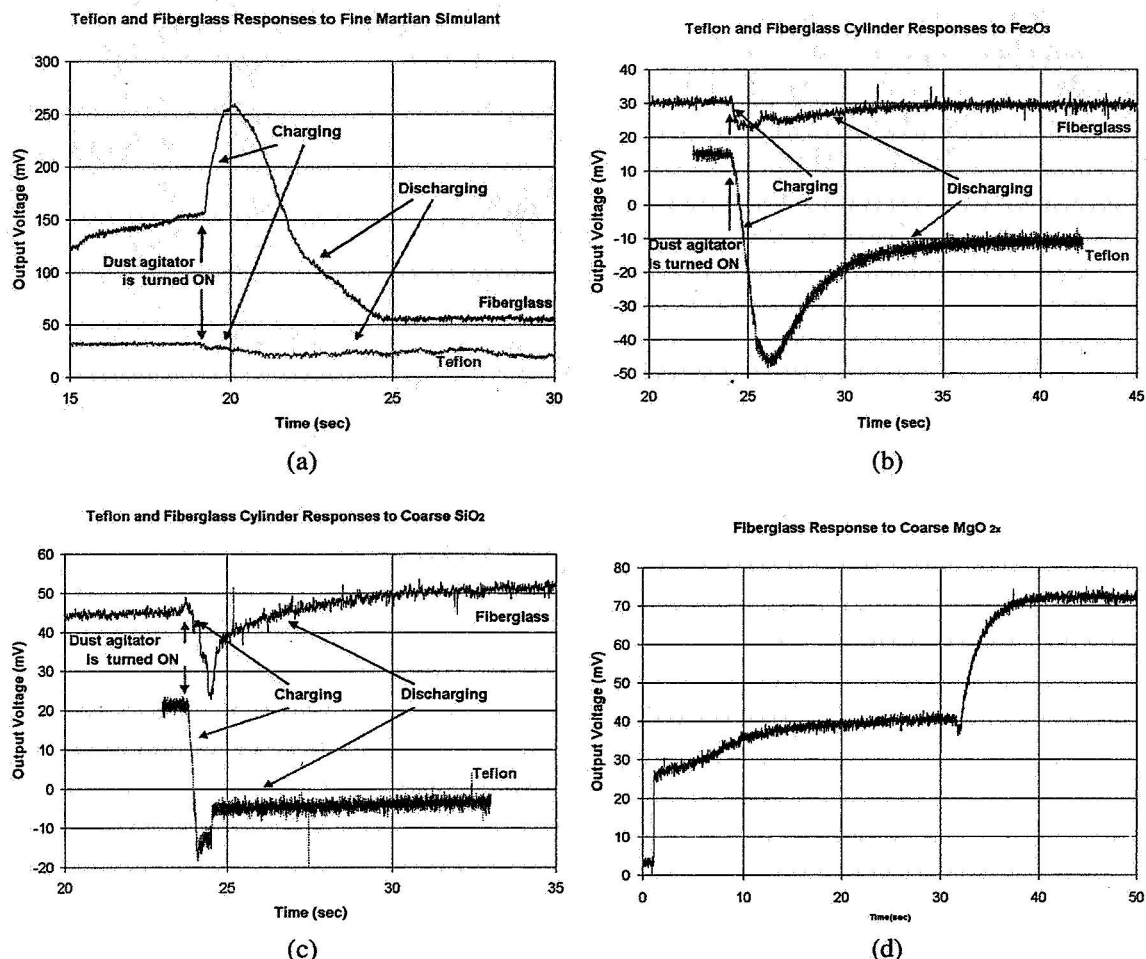 Teflon and Fiberglass Responses to Fine Martian Simulant
300
250
200
150
100
50
0
Output Voltage (mV)
Charging
Discharging
Dust agitator
is turned ON
Fiberglass
Teflon
15
20
25
30
Time (sec)
(a)
Teflon and Fiberglass Cylinder Responses to Fe2O3
40
30
20
10
0
-10
-20
-30
-40
-50
Output Voltage (mV)
Fiberglass
Charging
Discharging
Dust agitator
is turned ON
Teflon
20
25
30
35
40
45
Time (sec)
(b)
Teflon and Fiberglass Cylinder Responses to Coarse SiO2
60
50
40
30
20
10
0
-10
-20
Output Voltage (mV)
Fiberglass
Dust agitator
is turned ON
Charging
Discharging
Teflon
20
25
30
35
Time (sec)
(c)
Fiberglass Response to Coarse MgO 2x
80
70
60
50
40
30
20
10
0
Output Voltage (mV)
0
10
20
30
40
50
Time(sec)
(d)